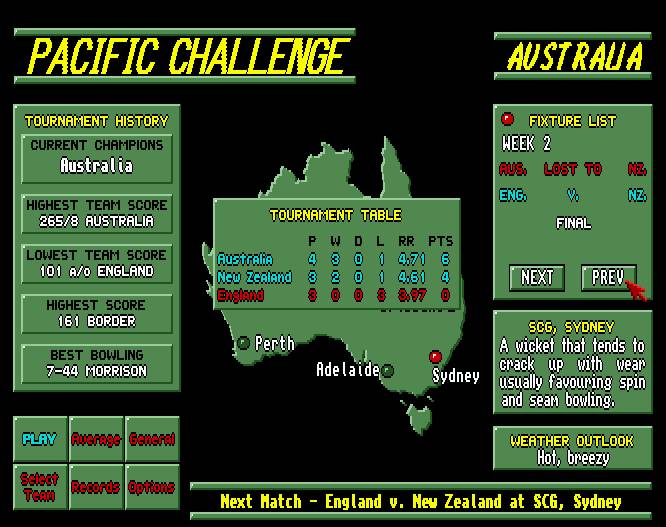 PACIFIC CHALLENGE
AUSTRALIA
TOURNAMENT HISTORY
CURRENT CHAMPIONS
Australia
HIGHEST TEAM SCORE
265/8 AUSTRALIA
LOWEST TEAM SCORE
101 a/o ENGLAND
HIGHEST SCORE
161 BORDER
BEST BOWLING
7-44 MORRISON
TOURNAMENT TABLE
P W D L RR PTS
Australia 4 3 0 1 4.71 6
New Zealand 3 2 0 1 4.61 4
England 3 0 0 3 3.97 0
Perth
Adelaide
Sydney
FIXTURE LIST
WEEK 2
AUS. LOST TO NZ.
ENG. V. NZ.
FINAL
NEXT PREV
SCG, SYDNEY
A wicket that tends to
crack up with wear
usually favouring spin
and seam bowling.
WEATHER OUTLOOK
Hot, breezy
PLAY Average General
Select Team Records Options
Next Match - England v. New Zealand at SCG, Sydney